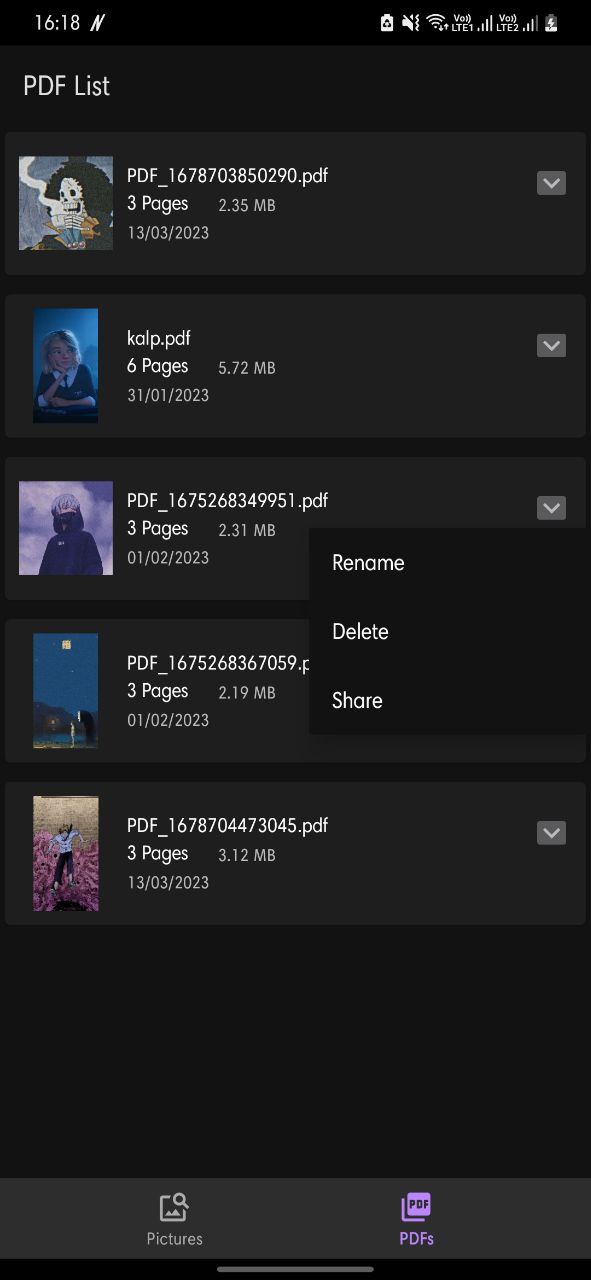 16:18
Vo))
LTE1
Vo))
LTE2
PDF List
PDF_1678703850290.pdf
3 Pages 2.35 MB
13/03/2023
kalp.pdf
6 Pages 5.72 MB
31/01/2023
PDF_1675268349951.pdf
3 Pages 2.31 MB
01/02/2023
Rename
Delete
Share
PDF_1675268367059.p
3 Pages 2.19 MB
01/02/2023
PDF_1678704473045.pdf
3 Pages 3.12 MB
13/03/2023
PDF
Pictures
PDFs